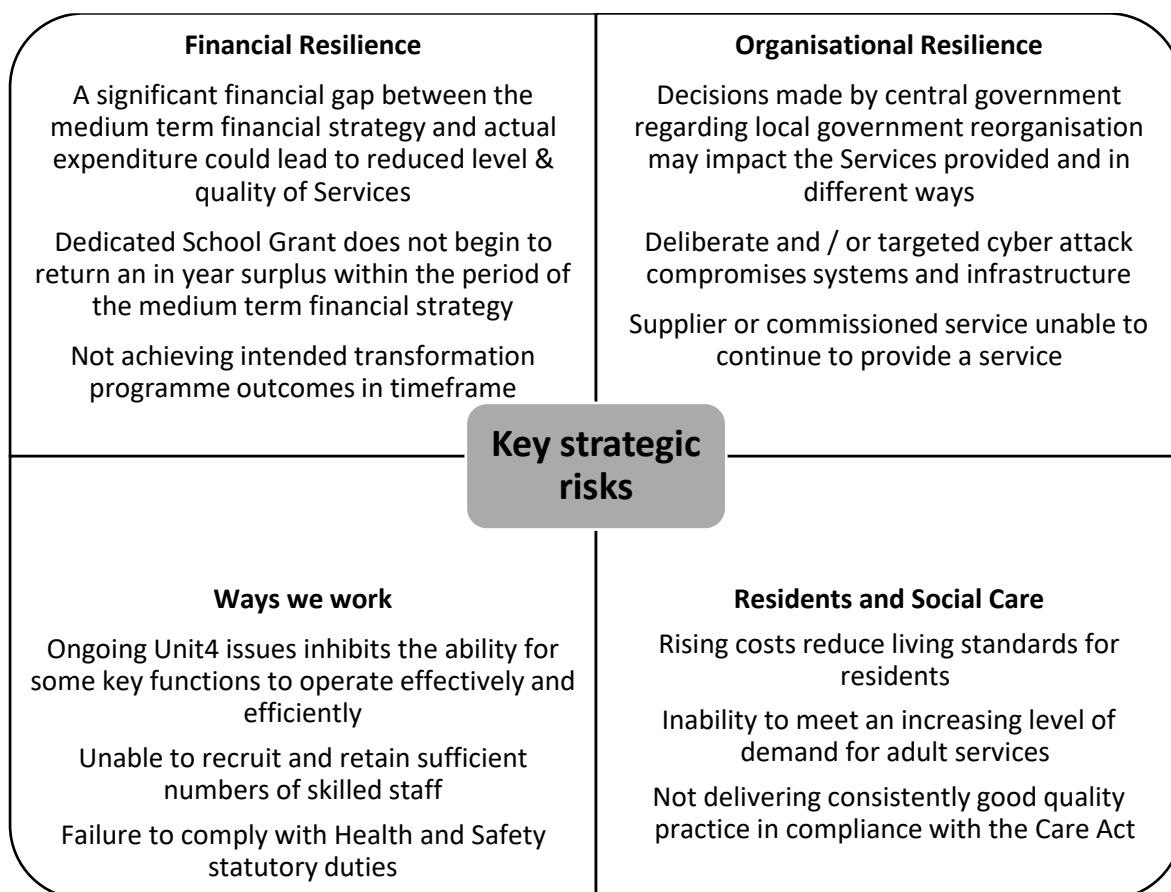 Financial Resilience
A significant financial gap between the
medium term financial strategy and actual
expenditure could lead to reduced level &
quality of Services
Dedicated School Grant does not begin to
return an in year surplus within the period of
the medium term financial strategy
Not achieving intended transformation
programme outcomes in timeframe
Organisational Resilience
Decisions made by central government
regarding local government reorganisation
may impact the Services provided and in
different ways
Deliberate and / or targeted cyber attack
compromises systems and infrastructure
Supplier or commissioned service unable to
continue to provide a service
Key strategic
risks
Ways we work
Ongoing Unit4 issues inhibits the ability for
some key functions to operate effectively and
efficiently
Unable to recruit and retain sufficient
numbers of skilled staff
Failure to comply with Health and Safety
statutory duties
Residents and Social Care
Rising costs reduce living standards for
residents
Inability to meet an increasing level of
demand for adult services
Not delivering consistently good quality
practice in compliance with the Care Act